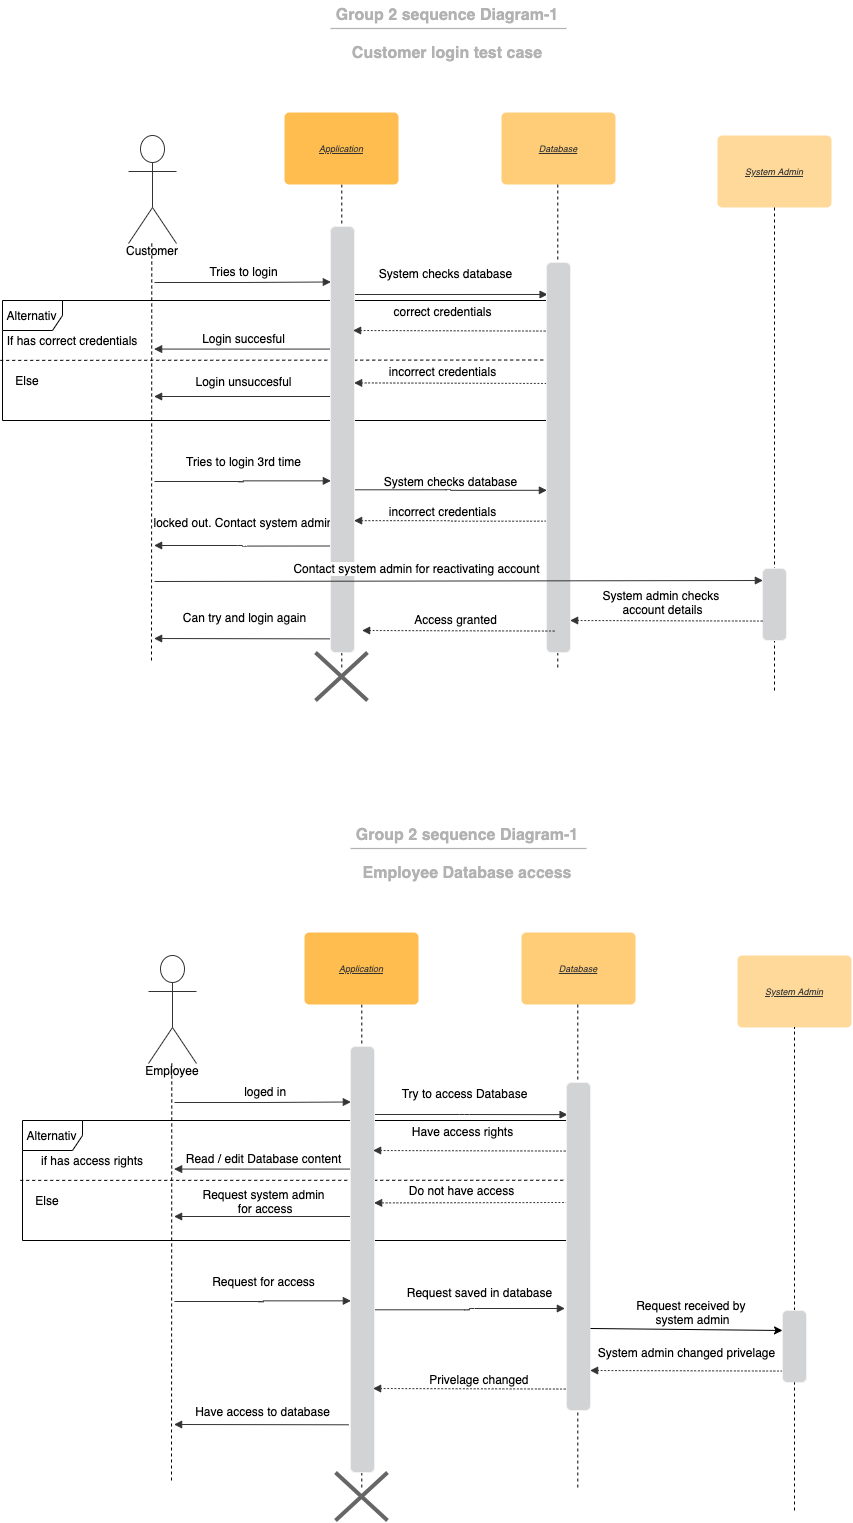 Group 2 sequence Diagram-1
Customer login test case
Application
Database
System Admin
Customer
Tries to login
System checks database
Alternativ
correct credentials
If has correct credentials
Login succesful
incorrect credentials
Else
Login unsuccesful
Tries to login 3rd time
System checks database
incorrect credentials
locked out. Contact system admin
Contact system admin for reactivating account
System admin checks
account details
Can try and login again
Access granted
Group 2 sequence Diagram-1
Employee Database access
Application
Database
System Admin
Employee
loged in
Try to access Database
Alternativ
Have access rights
if has access rights
Read / edit Database content
Do not have access
Else
Request system admin
for access
Request for access
Request saved in database
Request received by
system admin
System admin changed privelage
Privelage changed
Have access to database